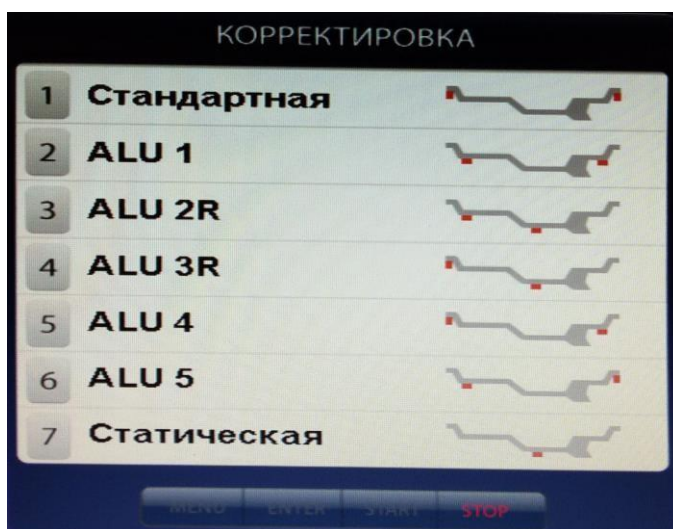 КОРРЕКТИРОВКА
1 Стандартная
2 ALU 1
3 ALU 2R
4 ALU 3R
5 ALU 4
6 ALU 5
7 Статическая
MENU ENTER START STOP